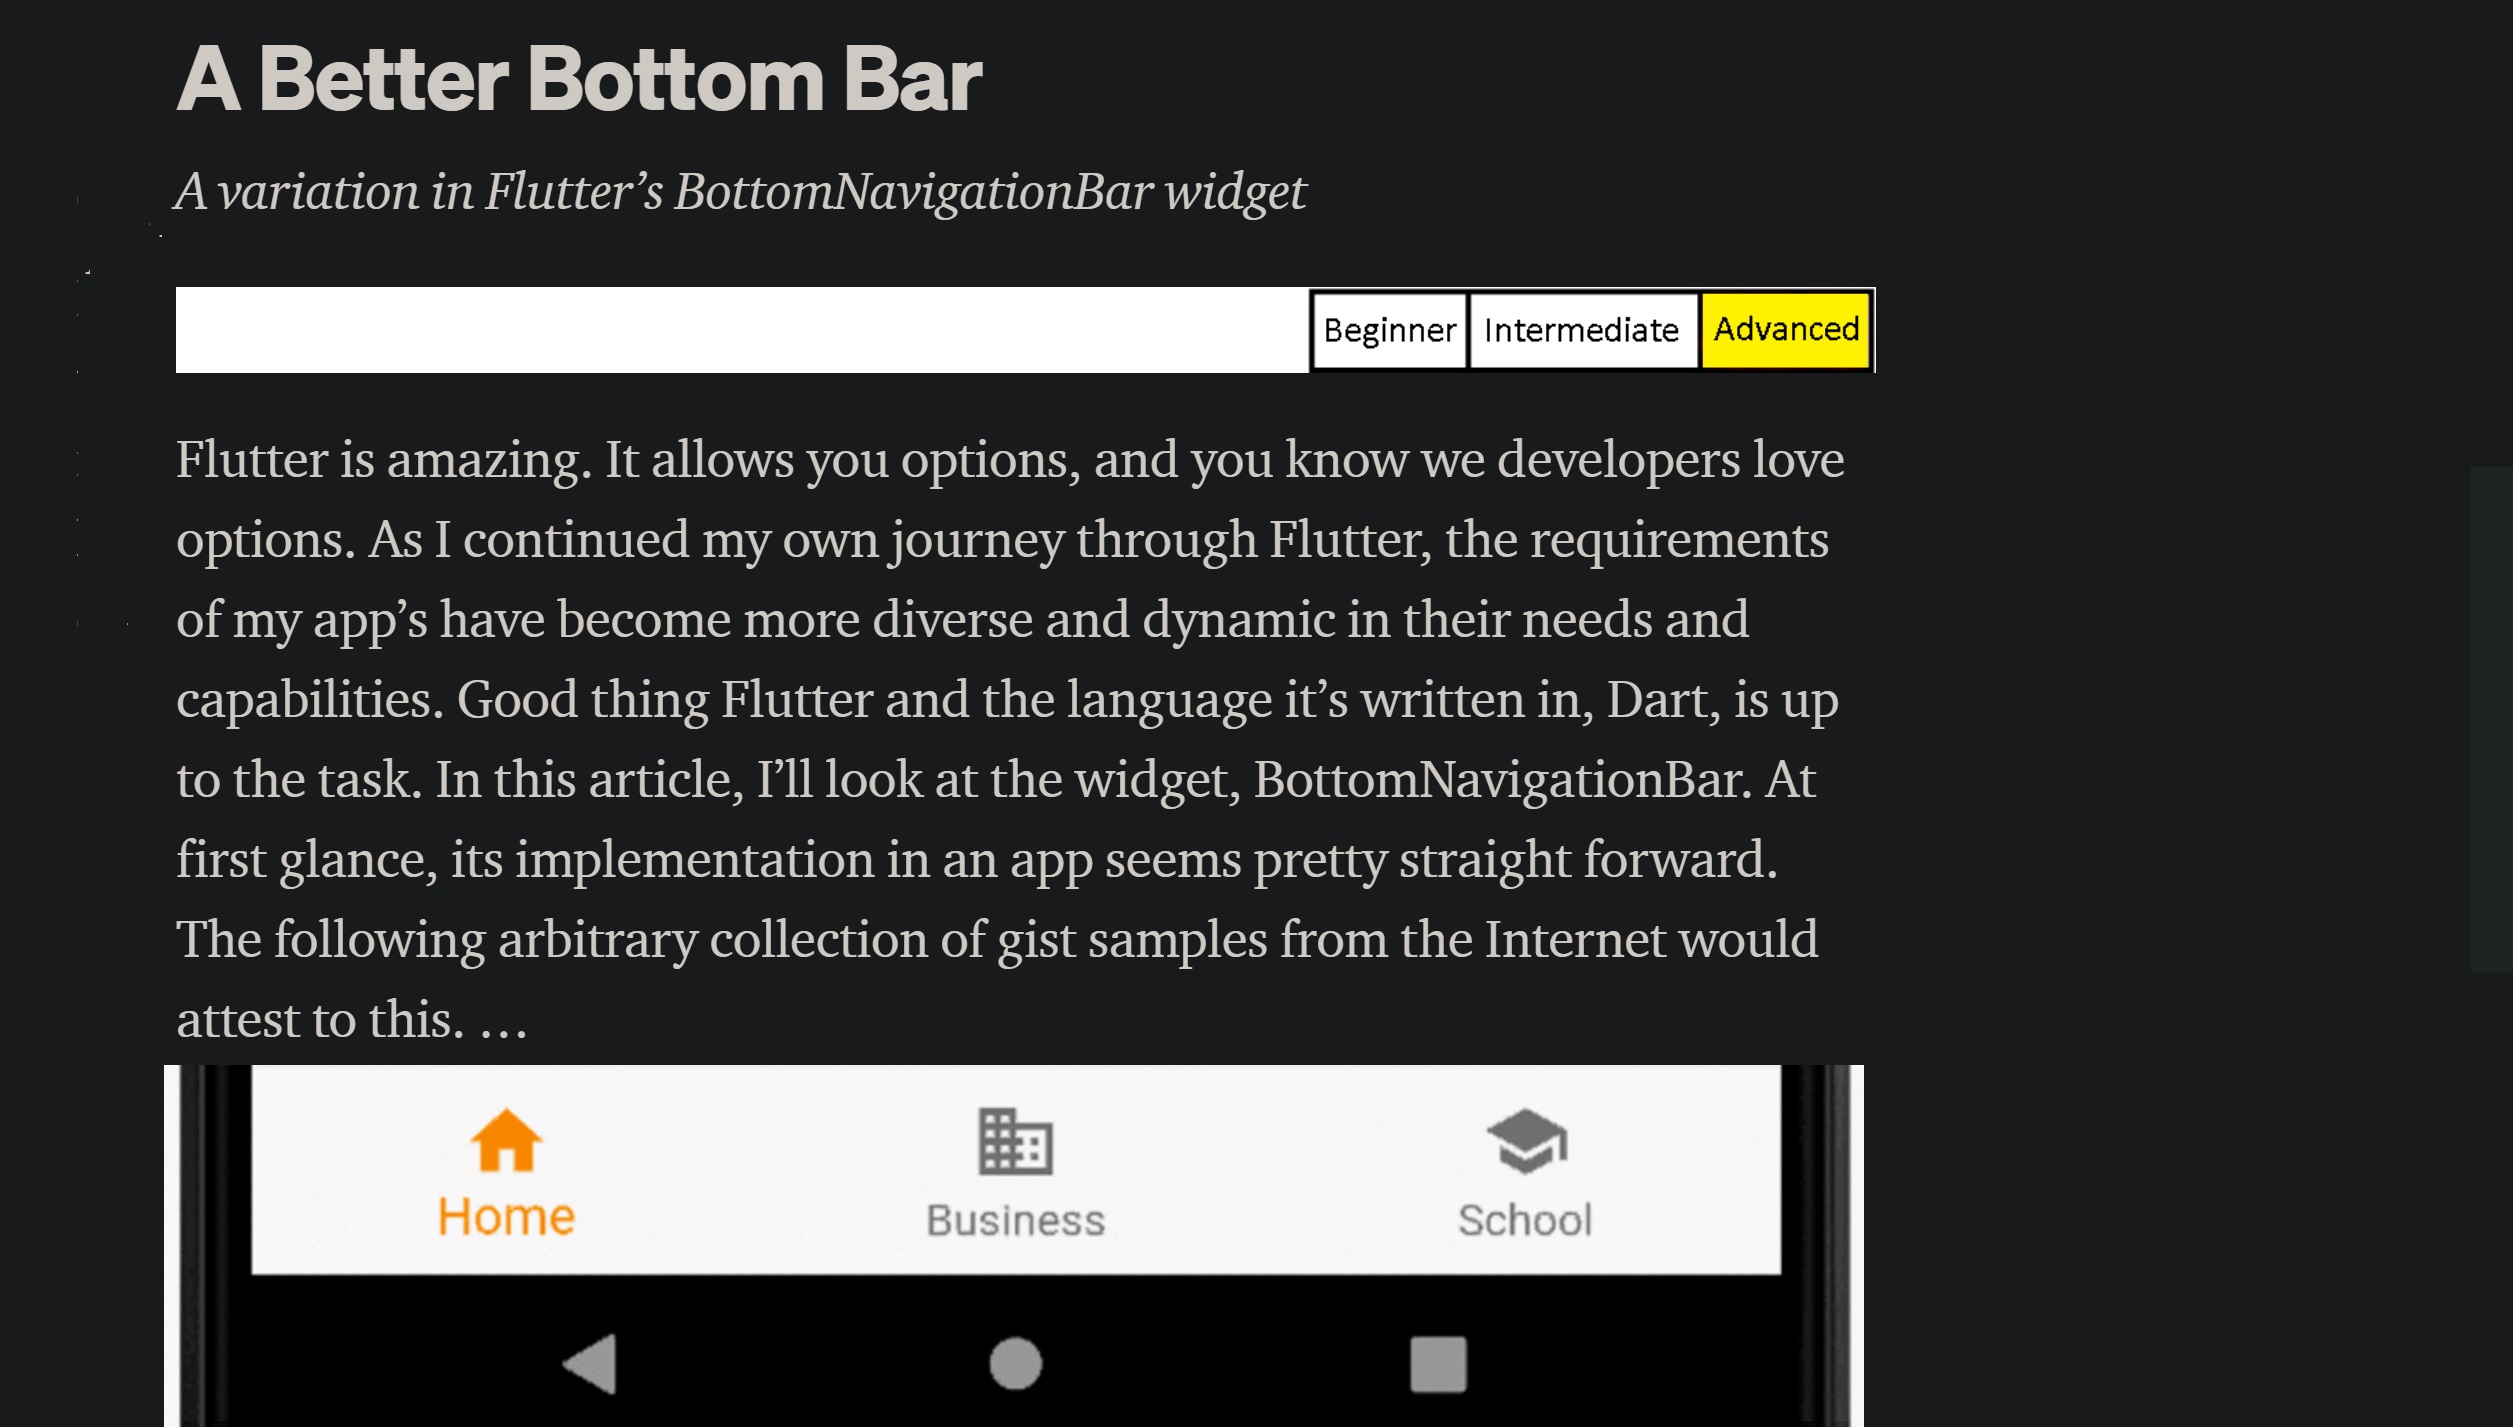 A Better Bottom Bar
A variation in Flutter’s BottomNavigationBar widget
Beginner Intermediate Advanced
Flutter is amazing. It allows you options, and you know we developers love
options. As I continued my own journey through Flutter, the requirements
of my app’s have become more diverse and dynamic in their needs and
capabilities. Good thing Flutter and the language it’s written in, Dart, is up
to the task. In this article, I’ll look at the widget, BottomNavigationBar. At
first glance, its implementation in an app seems pretty straight forward.
The following arbitrary collection of gist samples from the Internet would
attest to this. …
Home Business School